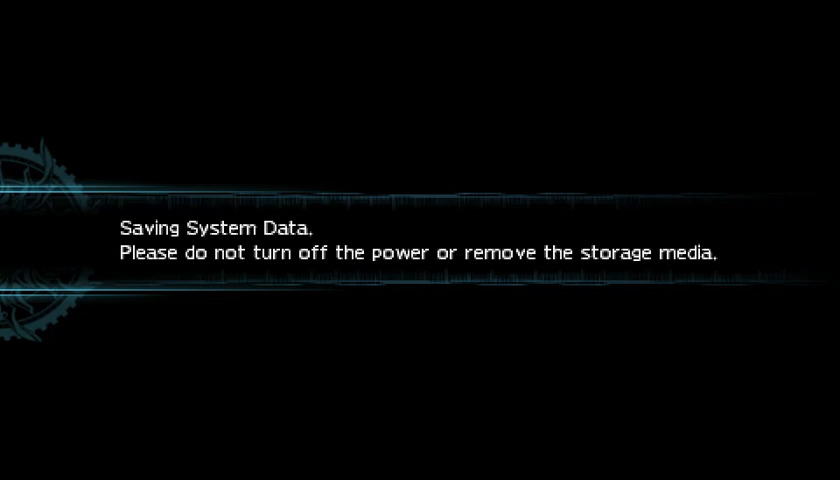 Saving System Data.
Please do not turn off the power or remove the storage media.